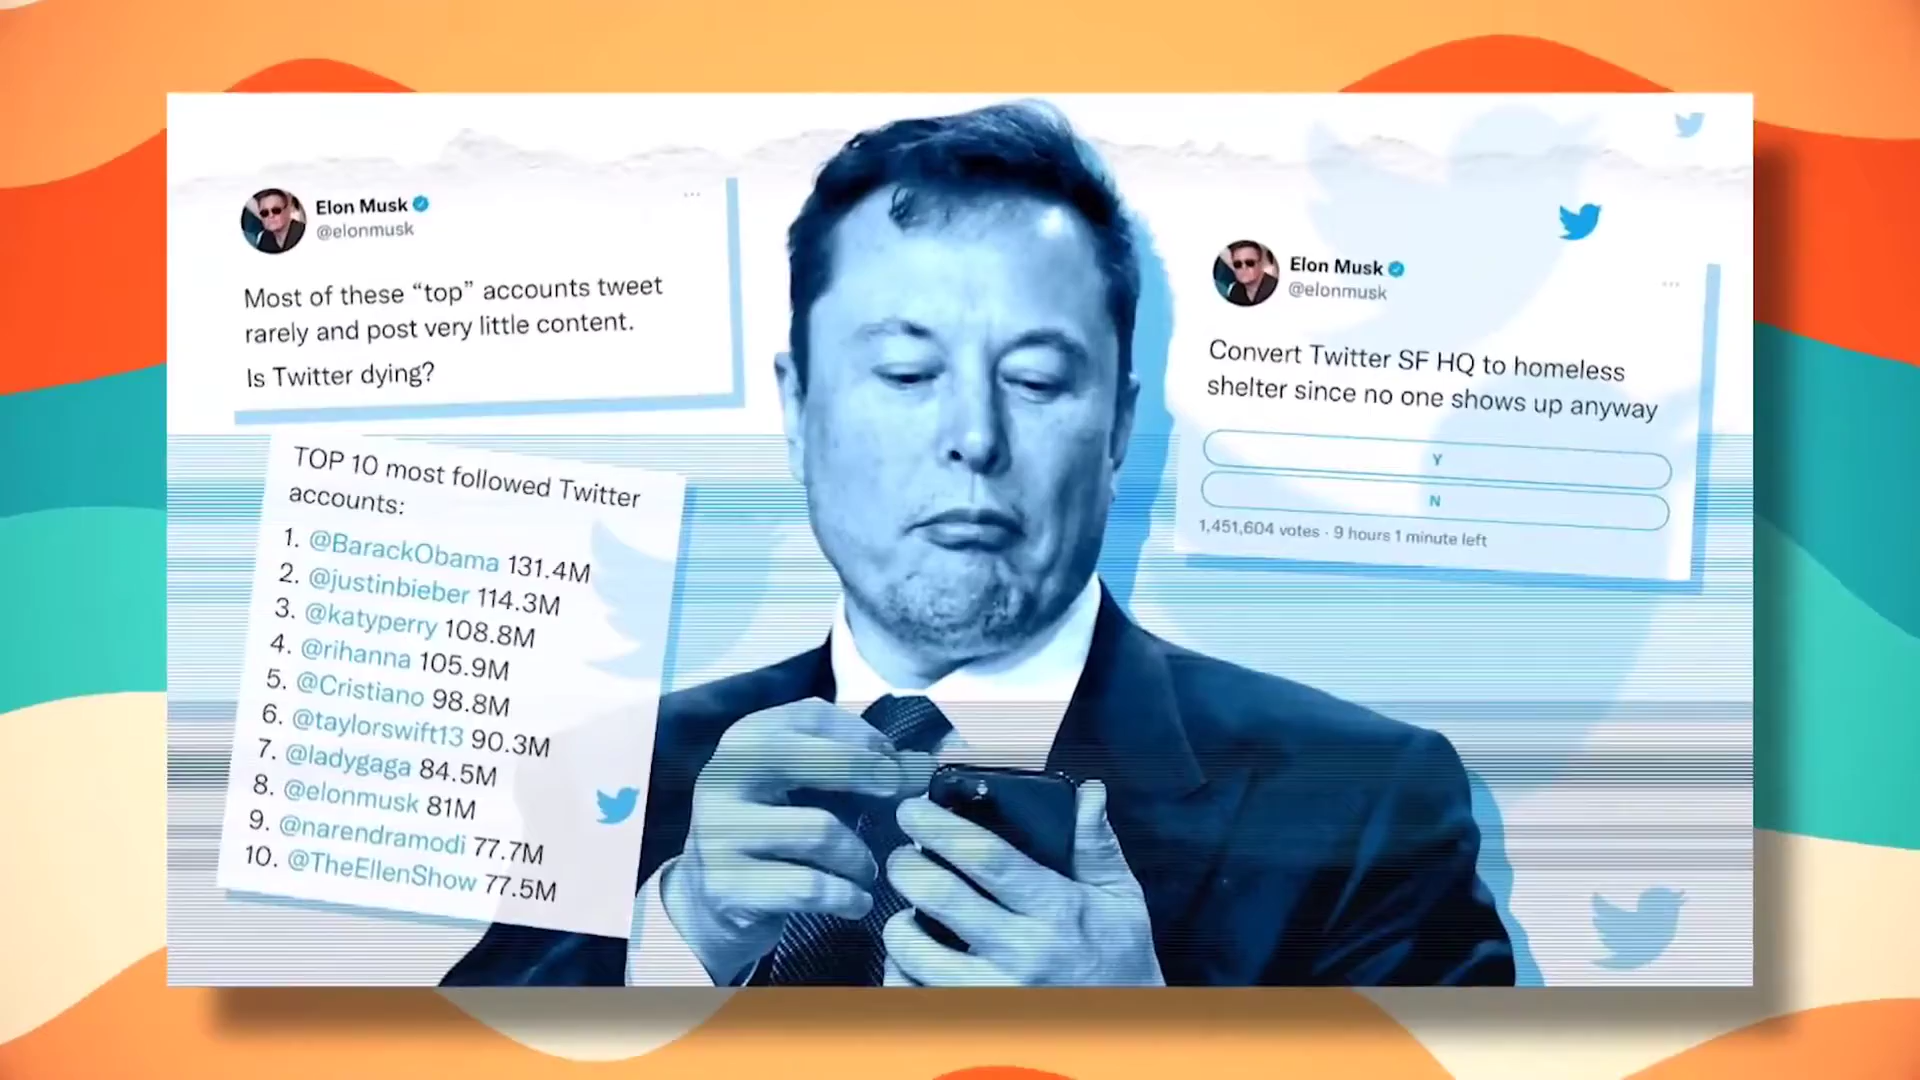 Elon Musk
@elonmusk
Most of these “top” accounts tweet
rarely and post very little content.
Is Twitter dying?
TOP 10 most followed Twitter
accounts:
1. @BarackObama 131.4M
2. @justinbieber 114.3M
3. @katyperry 108.8M
4. @rihanna 105.9M
5. @Cristiano 98.8M
6. @taylorswift13 90.3M
7. @ladygaga 84.5M
8. @elonmusk 81M
9. @narendramodi 77.7M
10. @TheEllenShow 77.5M
Elon Musk
@elonmusk
Convert Twitter SF HQ to homeless
shelter since no one shows up anyway
Y
N
1,451,604 votes · 9 hours 1 minute left